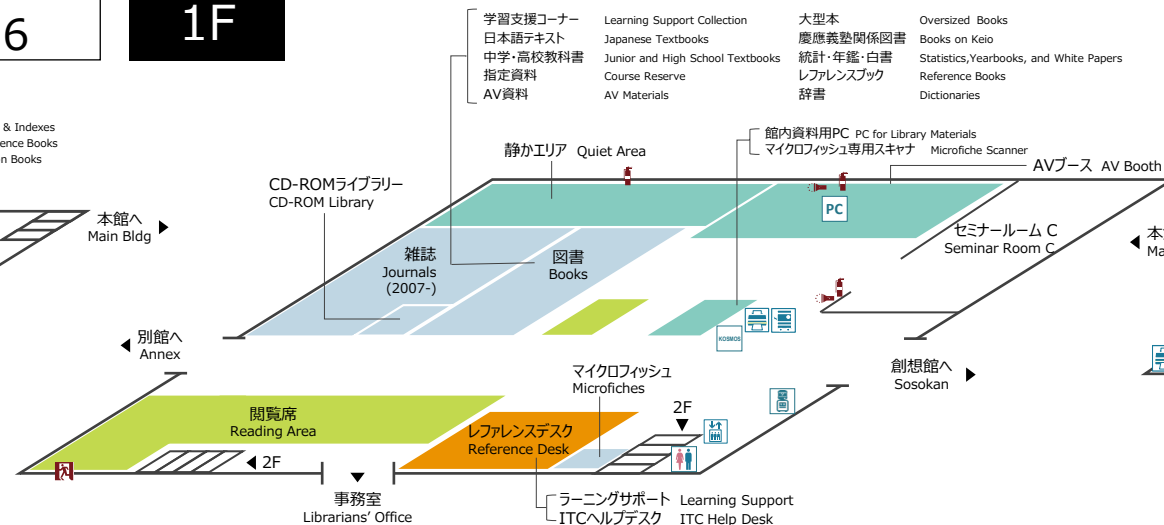 6
1F
学習支援コーナー Learning Support Collection
日本語テキスト Japanese Textbooks
中学・高校教科書 Junior and High School Textbooks
指定資料 Course Reserve
AV資料 AV Materials
大型本 Oversized Books
慶應義塾関係図書 Books on Keio
統計・年鑑・白書 Statistics,Yearbooks, and White Papers
レファレンスブック Reference Books
辞書 Dictionaries
& Indexes
ence Books
n Books
館内資料用PC PC for Library Materials
マイクロフィッシュ専用スキャナ Microfiche Scanner
静かエリア Quiet Area
AVブース AV Booth
CD-ROMライブラリー
CD-ROM Library
本館へ
Main Bldg
PC
セミナールーム C
Seminar Room C
本
Ma
雑誌
Journals
(2007-)
図書
Books
KOSMOS
別館へ
Annex
創想館へ
Sosokan
マイクロフィッシュ
Microfiches
閲覧席
Reading Area
レファレンスデスク
Reference Desk
2F
2F
事務室
Librarians' Office
ラーニングサポート Learning Support
ITCヘルプデスク ITC Help Desk